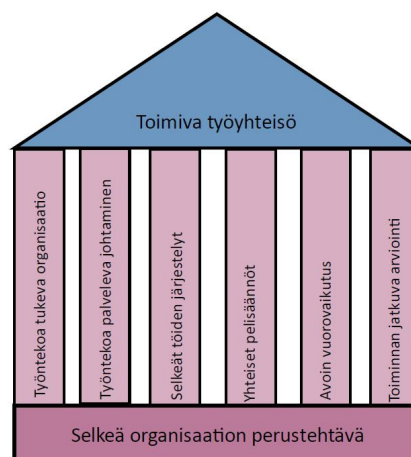 Toimiva työyhteisö
Työntekoa tukeva organisaatio
Työntekoa palveleva johtaminen
Selkeät töiden järjestelyt
Yhteiset pelisäännöt
Avoin vuorovaikutus
Toiminnan jatkuva arviointi
Selkeä organisaation perustehtävä